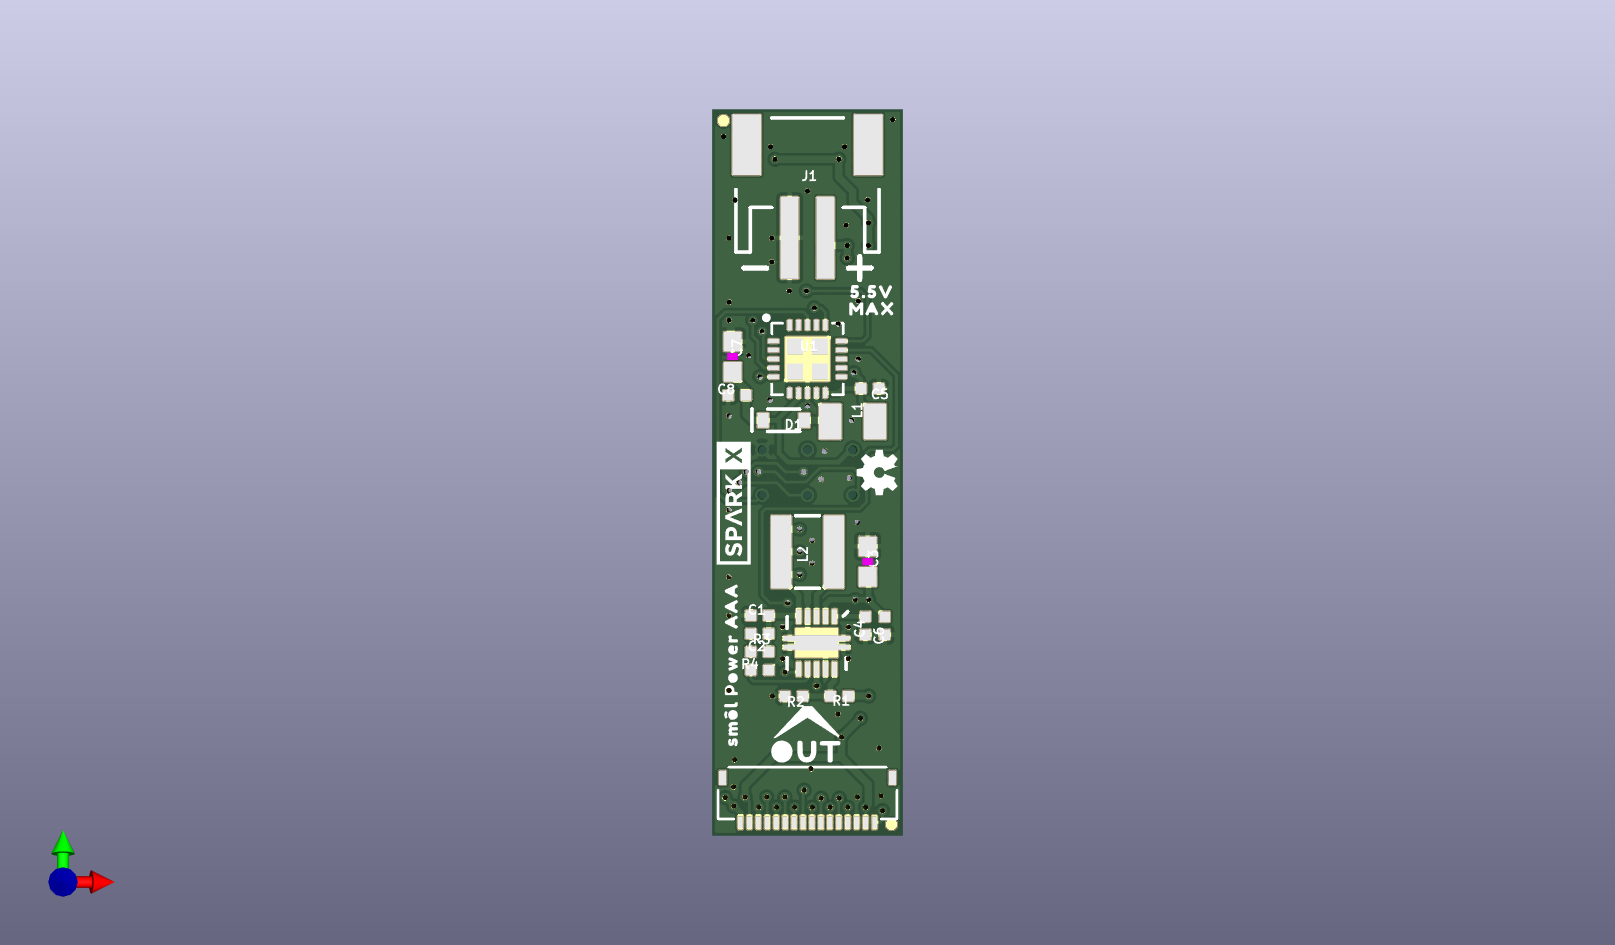 J1
5.5V
MAX
U1
C7
C8
C5
L1
D1
SPARK X
L2
C3
C1
R3
C2
R4
C4
C6
smôl Power AAA
R2
R1
OUT